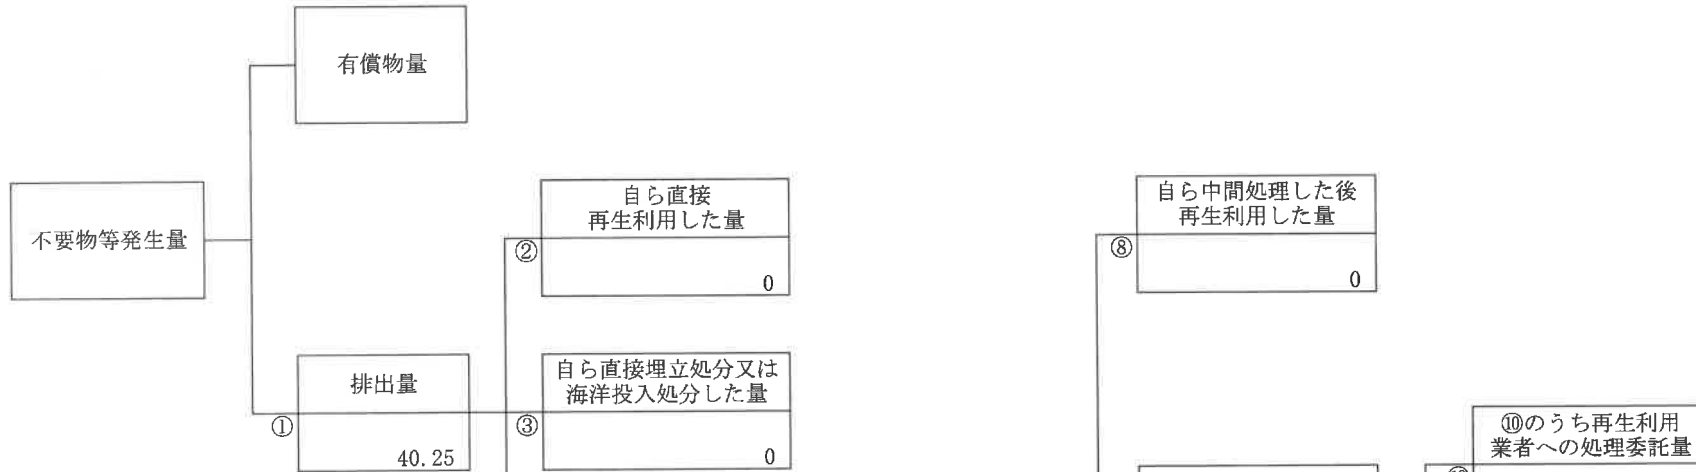 有償物量
不要物等発生量
自ら直接
再生利用した量
②
0
自ら中間処理した後
再生利用した量
⑧
0
排出量
①
40.25
自ら直接埋立処分又は
海洋投入処分した量
③
0
⑩のうち再生利用
業者への処理委託量